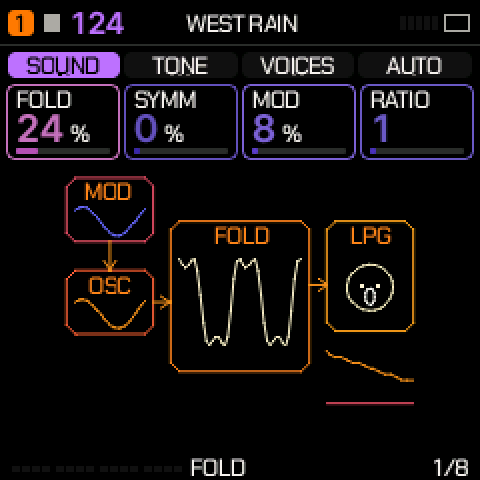 1 124 WEST RAIN
SOUND TONE VOICES AUTO
FOLD SYMM MOD RATIO
24 % 0 % 8 % 1
MOD
FOLD LPG
OSC
FOLD 1/8